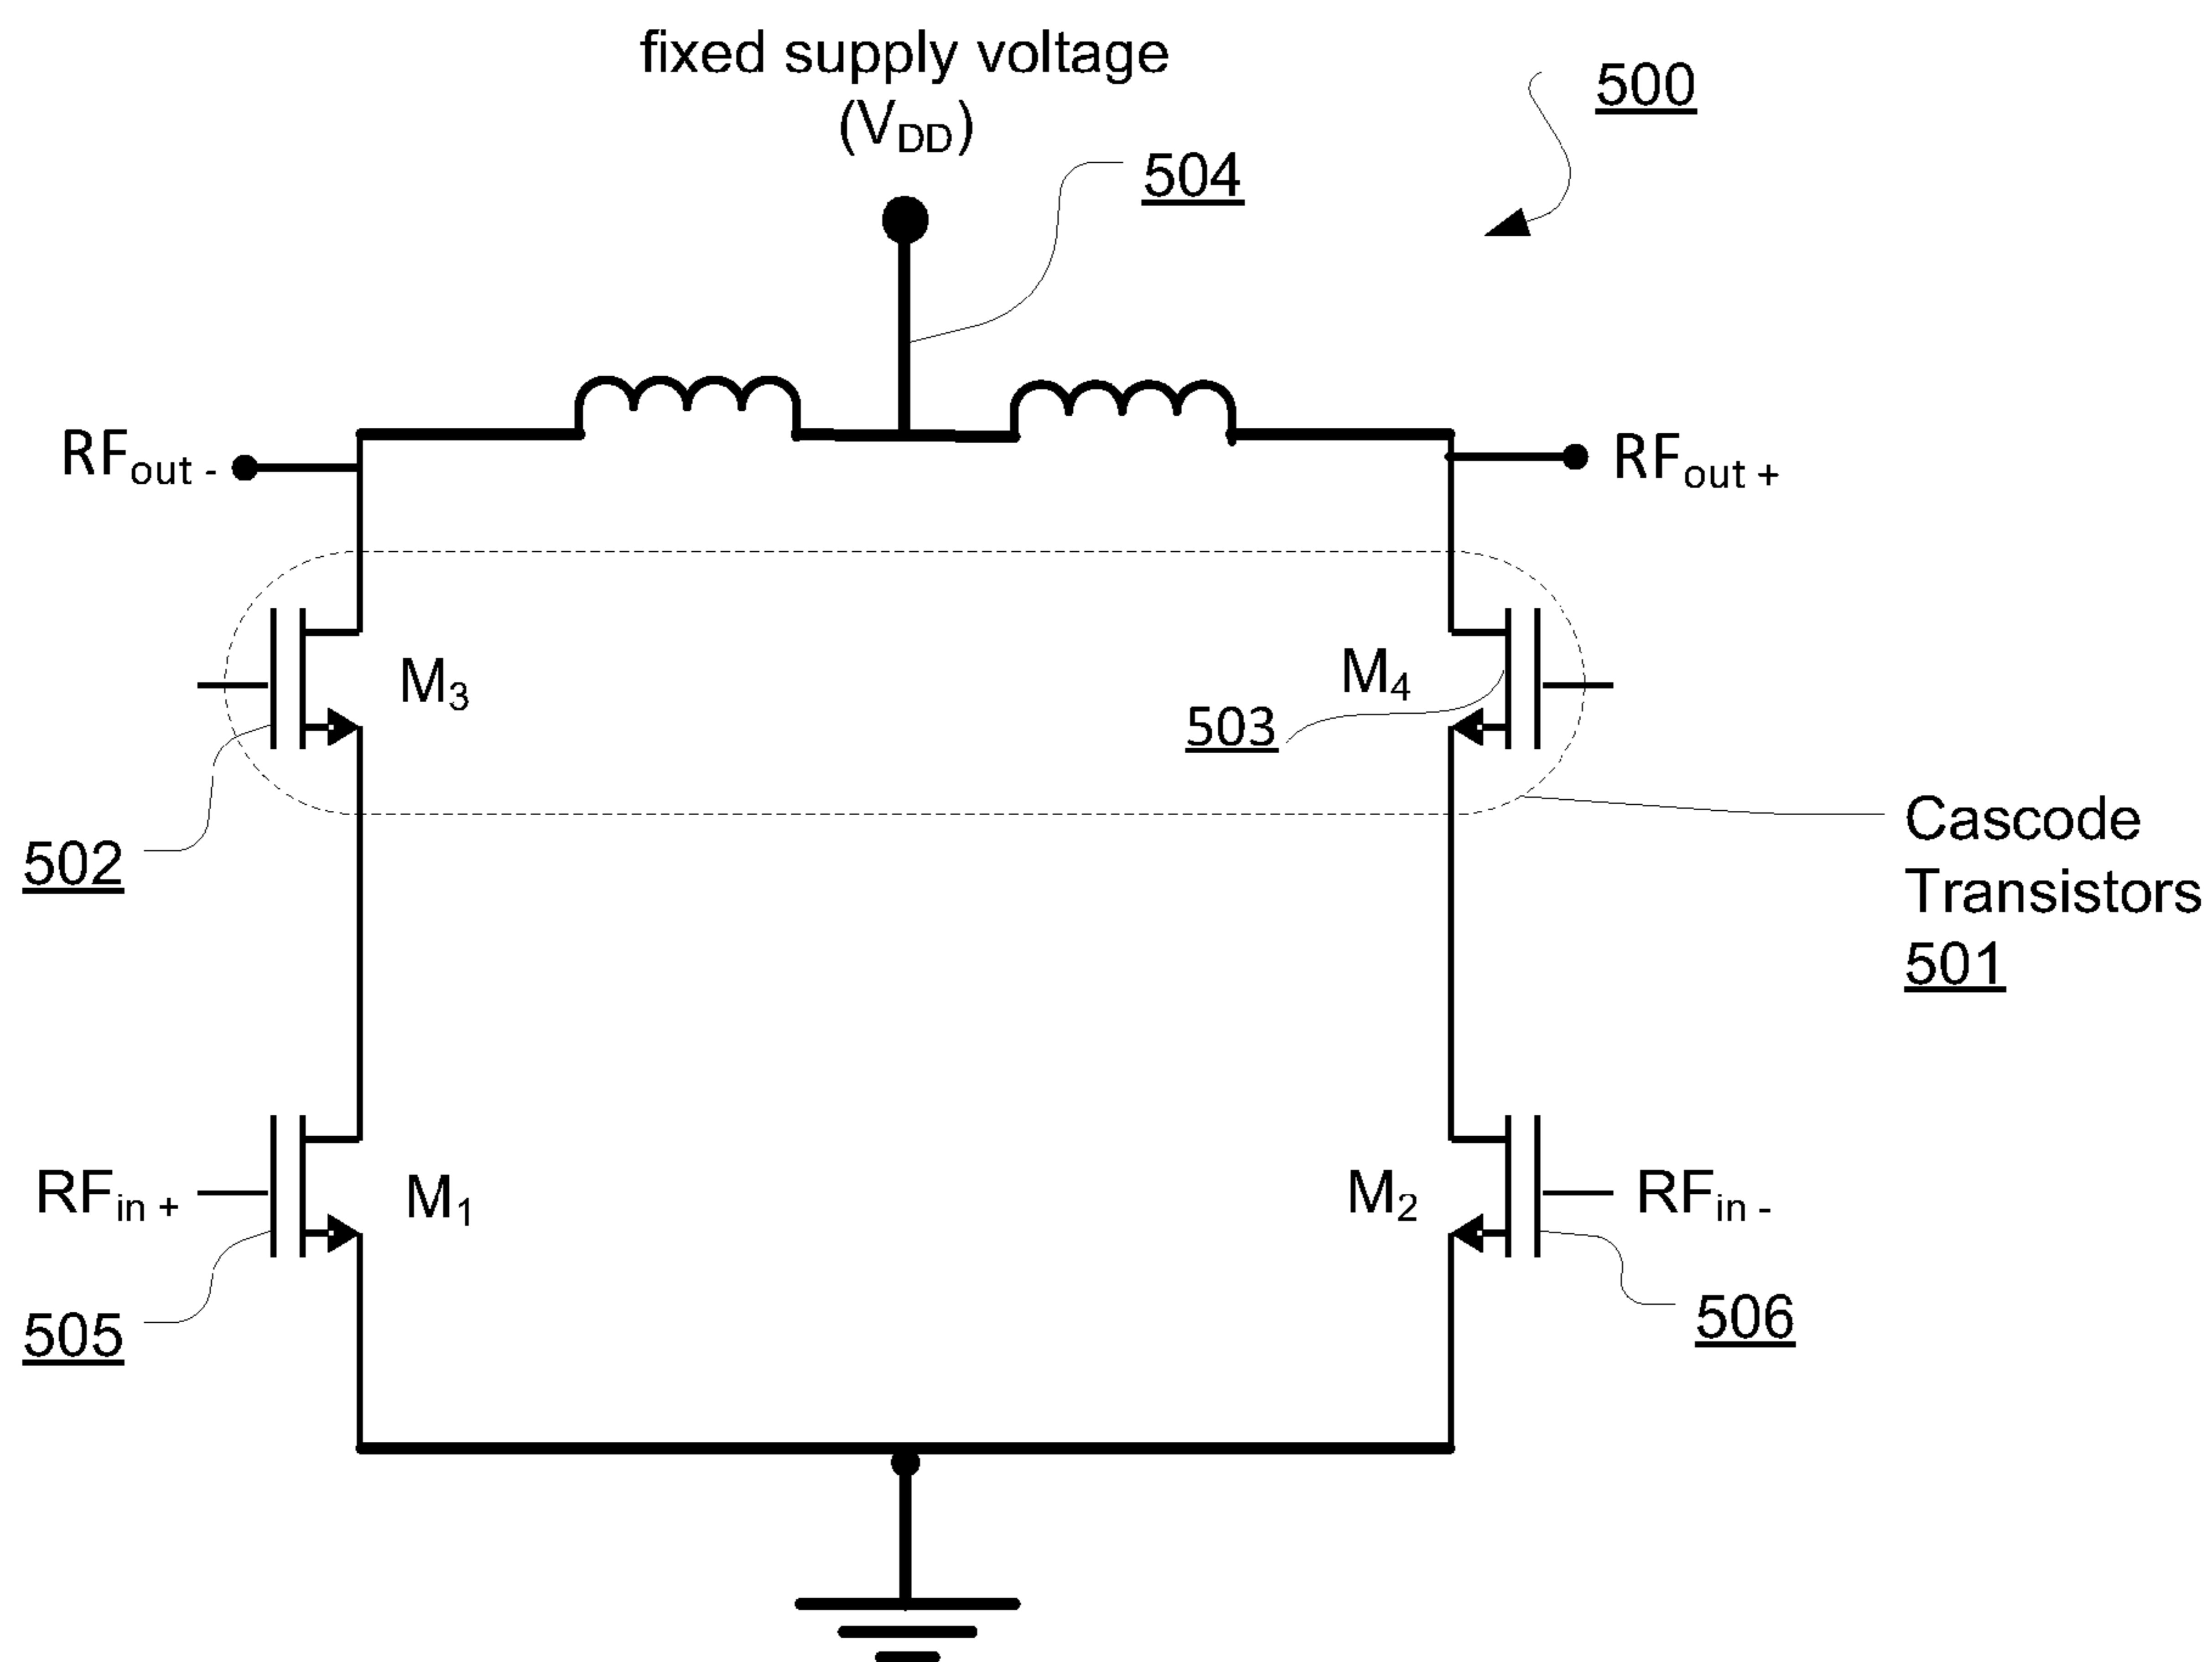 fixed supply voltage
(VDD)
500
504
RFout -
RFout +
M3
M4
503
502
Cascode
Transistors
501
RFin +
M1
M2
RFin -
505
506